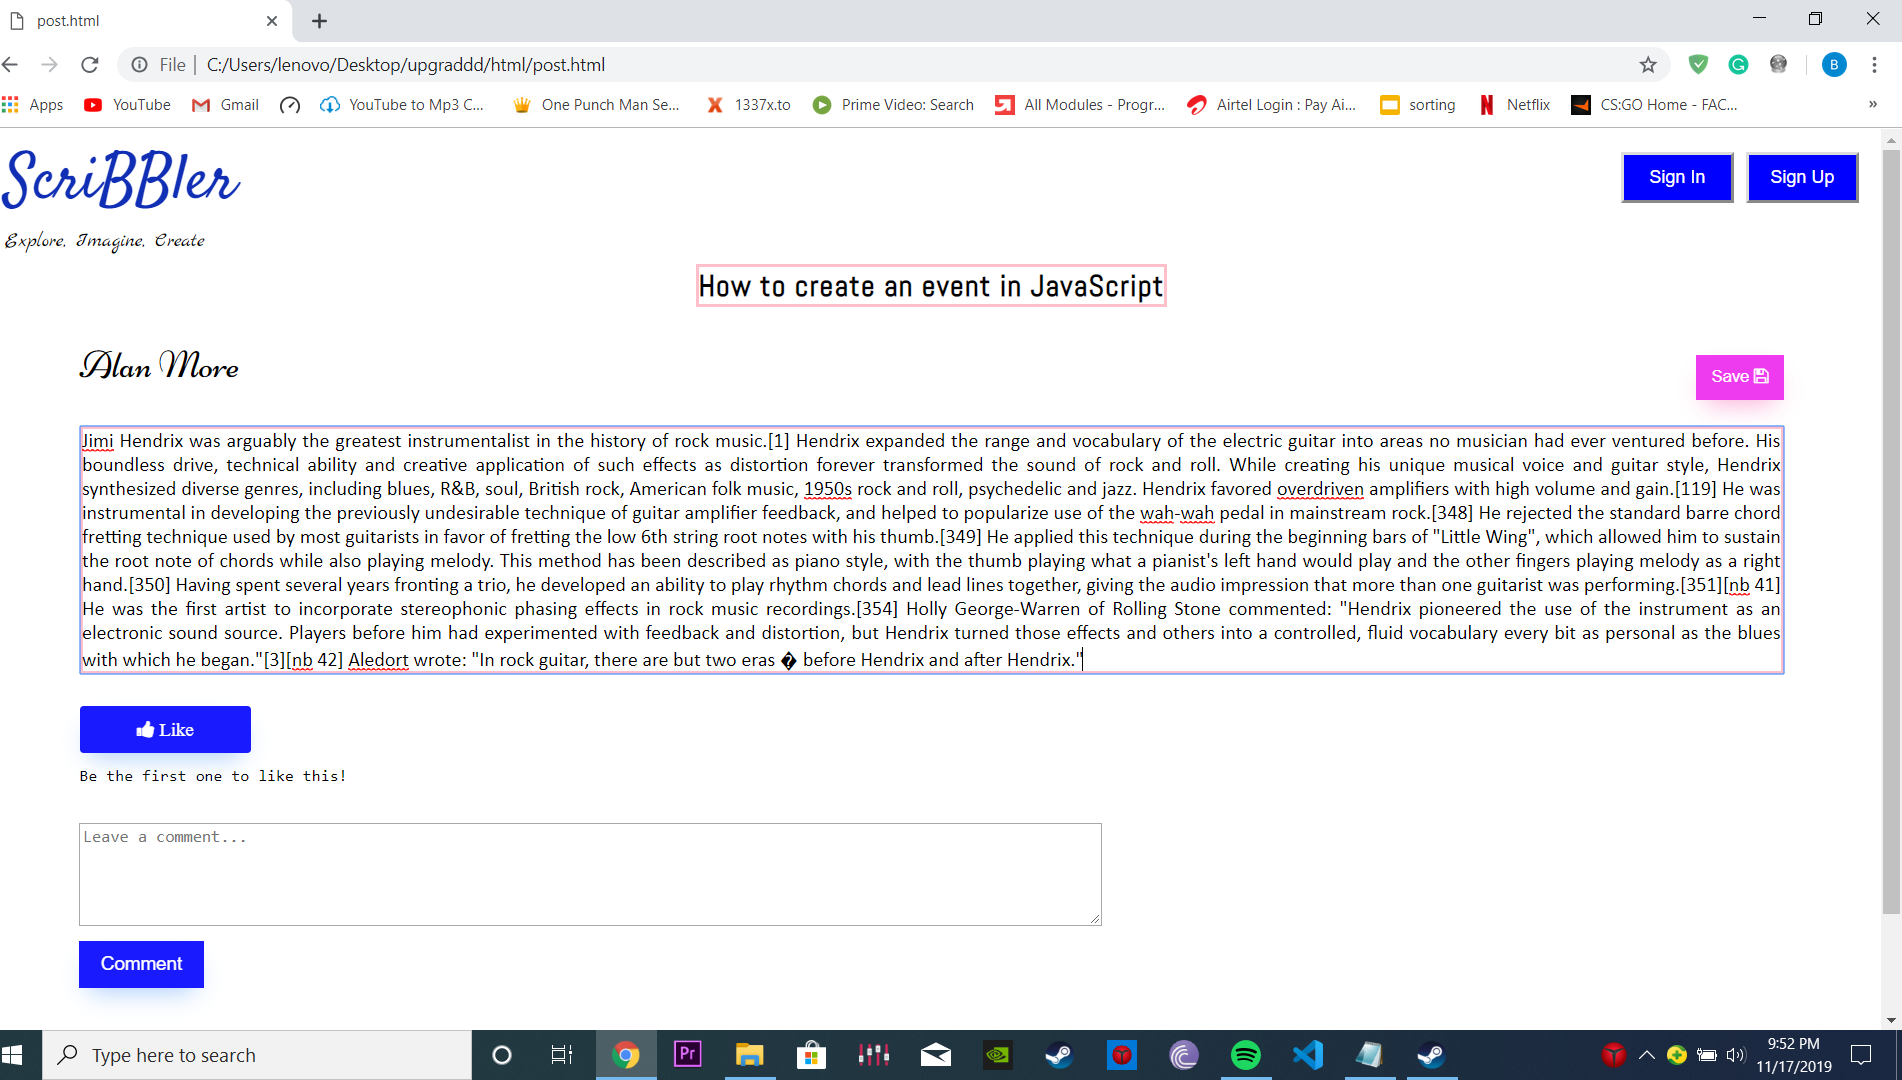 post.html
File | C:/Users/lenovo/Desktop/upgraddd/html/post.html
B
Apps YouTube Gmail YouTube to Mp3 C... One Punch Man Se... 1337x.to Prime Video: Search All Modules - Progr... Airtel Login : Pay Ai... sorting Netflix CS:GO Home - FAC... »
ScriBBler
Sign In Sign Up
Explore, Imagine, Create
How to create an event in JavaScript
Alan More
Save
Jimi Hendrix was arguably the greatest instrumentalist in the history of rock music.[1] Hendrix expanded the range and vocabulary of the electric guitar into areas no musician had ever ventured before. His
boundless drive, technical ability and creative application of such effects as distortion forever transformed the sound of rock and roll. While creating his unique musical voice and guitar style, Hendrix
synthesized diverse genres, including blues, R&B, soul, British rock, American folk music, 1950s rock and roll, psychedelic and jazz. Hendrix favored overdriven amplifiers with high volume and gain.[119] He was
instrumental in developing the previously undesirable technique of guitar amplifier feedback, and helped to popularize use of the wah-wah pedal in mainstream rock.[348] He rejected the standard barre chord
fretting technique used by most guitarists in favor of fretting the low 6th string root notes with his thumb.[349] He applied this technique during the beginning bars of "Little Wing", which allowed him to sustain
the root note of chords while also playing melody. This method has been described as piano style, with the thumb playing what a pianist's left hand would play and the other fingers playing melody as a right
hand.[350] Having spent several years fronting a trio, he developed an ability to play rhythm chords and lead lines together, giving the audio impression that more than one guitarist was performing.[351][nb 41]
He was the first artist to incorporate stereophonic phasing effects in rock music recordings.[354] Holly George-Warren of Rolling Stone commented: "Hendrix pioneered the use of the instrument as an
electronic sound source. Players before him had experimented with feedback and distortion, but Hendrix turned those effects and others into a controlled, fluid vocabulary every bit as personal as the blues
with which he began."[3][nb 42] Aledort wrote: "In rock guitar, there are but two eras � before Hendrix and after Hendrix."
Like
Be the first one to like this!
Leave a comment...
Comment
Type here to search
Pr
9:52 PM
11/17/2019